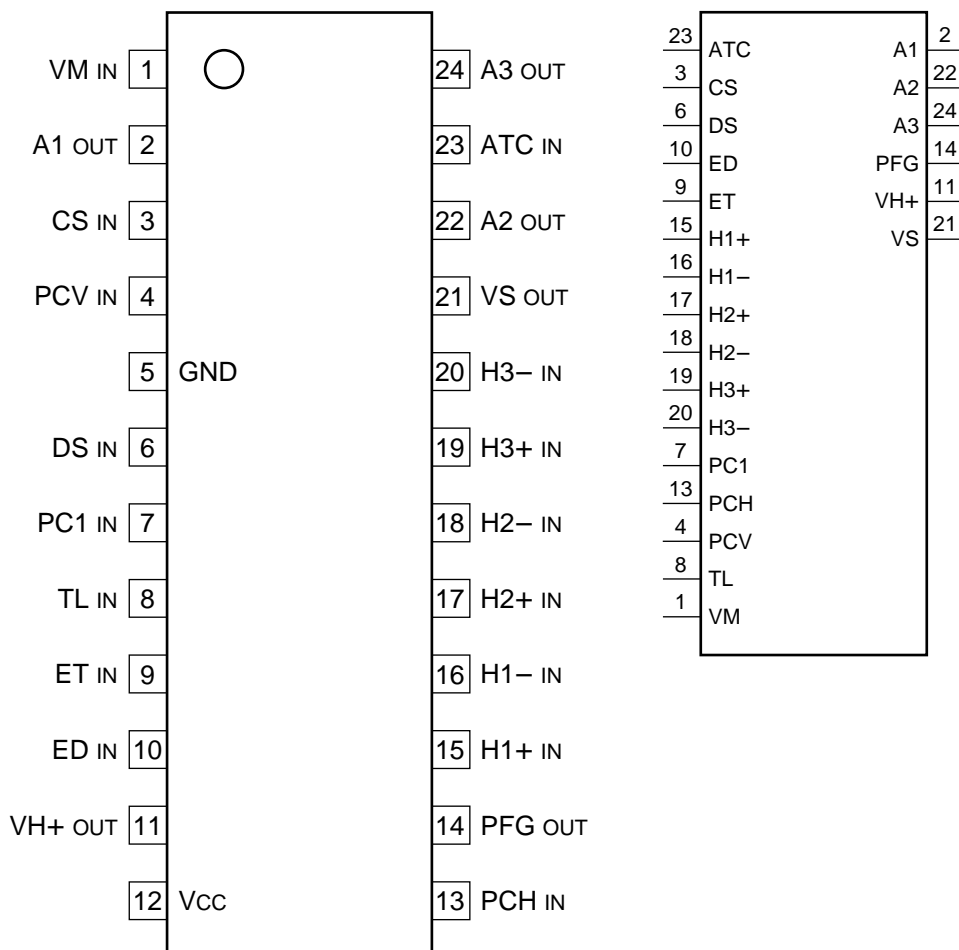 VM IN 1
A1 OUT 2
CS IN 3
PCV IN 4
5 GND
DS IN 6
PC1 IN 7
TL IN 8
ET IN 9
ED IN 10
VH+ OUT 11
12 VCC
24 A3 OUT
23 ATC IN
22 A2 OUT
21 VS OUT
20 H3− IN
19 H3+ IN
18 H2− IN
17 H2+ IN
16 H1− IN
15 H1+ IN
14 PFG OUT
13 PCH IN
23 ATC
3 CS
6 DS
10 ED
9 ET
15 H1+
16 H1−
17 H2+
18 H2−
19 H3+
20 H3−
7 PC1
13 PCH
4 PCV
8 TL
1 VM
A1 2
A2 22
A3 24
PFG 14
VH+ 11
VS 21